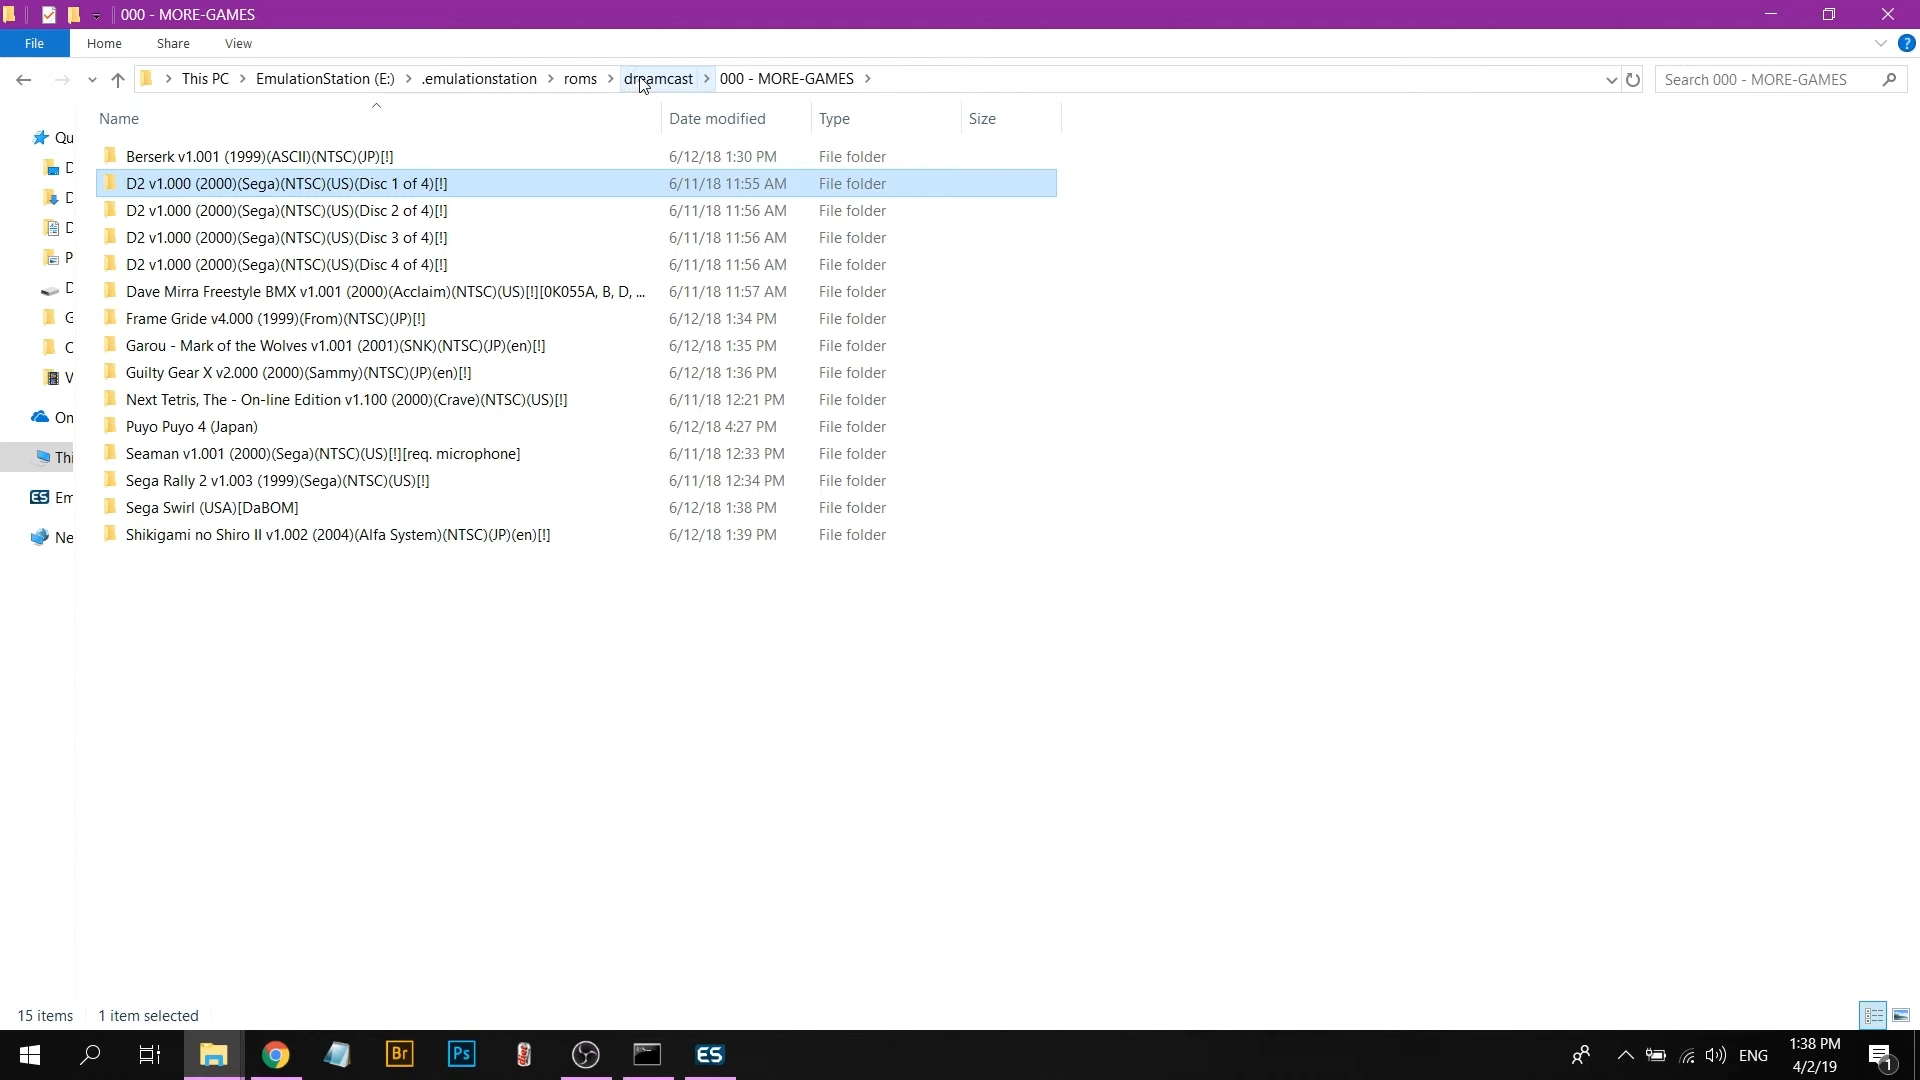 000 - MORE-GAMES
File Home Share View
This PC EmulationStation (E:) .emulationstation roms dreamcast 000 - MORE-GAMES
Search 000 - MORE-GAMES
Name Date modified Type Size
Qu
Berserk v1.001 (1999)(ASCII)(NTSC)(JP)[!] 6/12/18 1:30 PM File folder
D2 v1.000 (2000)(Sega)(NTSC)(US)(Disc 1 of 4)[!] 6/11/18 11:55 AM File folder
D2 v1.000 (2000)(Sega)(NTSC)(US)(Disc 2 of 4)[!] 6/11/18 11:56 AM File folder
D2 v1.000 (2000)(Sega)(NTSC)(US)(Disc 3 of 4)[!] 6/11/18 11:56 AM File folder
D2 v1.000 (2000)(Sega)(NTSC)(US)(Disc 4 of 4)[!] 6/11/18 11:56 AM File folder
Dave Mirra Freestyle BMX v1.001 (2000)(Acclaim)(NTSC)(US)[!][0K055A, B, D, ... 6/11/18 11:57 AM File folder
Frame Gride v4.000 (1999)(From)(NTSC)(JP)[!] 6/12/18 1:34 PM File folder
Garou - Mark of the Wolves v1.001 (2001)(SNK)(NTSC)(JP)(en)[!] 6/12/18 1:35 PM File folder
Guilty Gear X v2.000 (2000)(Sammy)(NTSC)(JP)(en)[!] 6/12/18 1:36 PM File folder
Next Tetris, The - On-line Edition v1.100 (2000)(Crave)(NTSC)(US)[!] 6/11/18 12:21 PM File folder
On
Puyo Puyo 4 (Japan) 6/12/18 4:27 PM File folder
Thi
Seaman v1.001 (2000)(Sega)(NTSC)(US)[!][req. microphone] 6/11/18 12:33 PM File folder
Sega Rally 2 v1.003 (1999)(Sega)(NTSC)(US)[!] 6/11/18 12:34 PM File folder
ES Em
Sega Swirl (USA)[DaBOM] 6/12/18 1:38 PM File folder
Ne
Shikigami no Shiro II v1.002 (2004)(Alfa System)(NTSC)(JP)(en)[!] 6/12/18 1:39 PM File folder
15 items 1 item selected
Br Ps ES ENG 1:38 PM
4/2/19 1